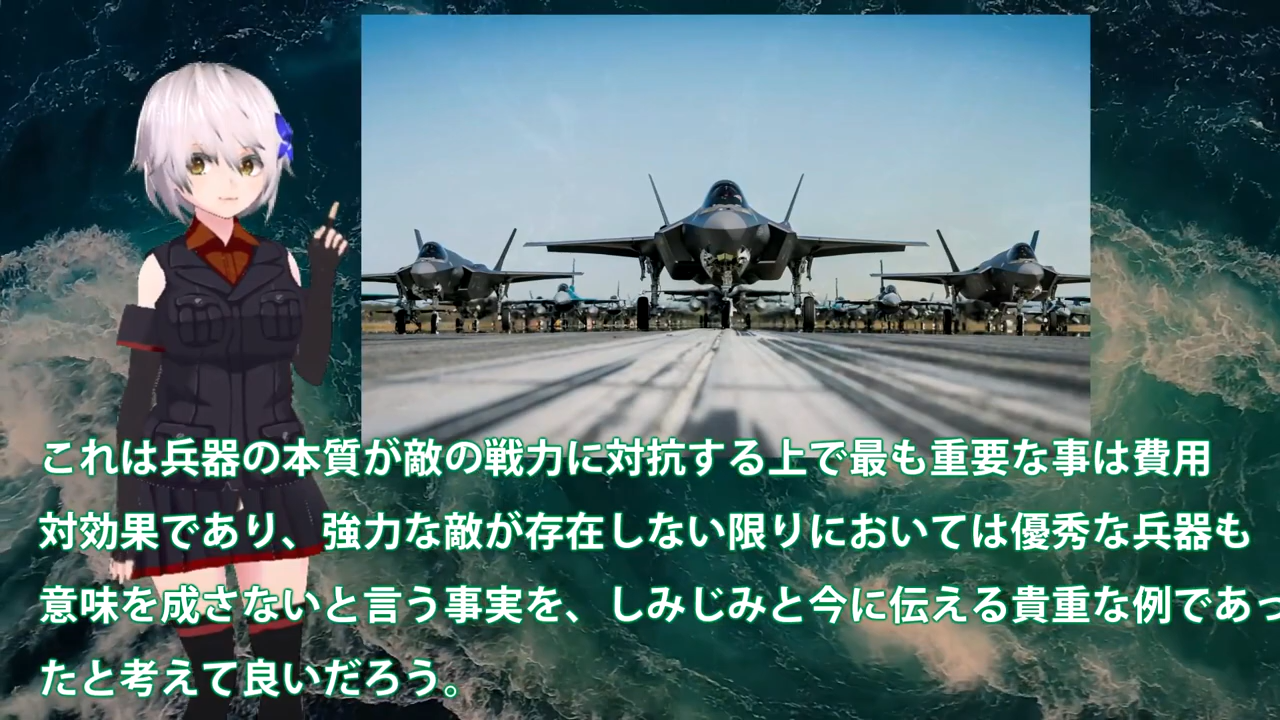 これは兵器の本質が敵の戦力に対抗する上で最も重要な事は費用
対効果であり、強力な敵が存在しない限りにおいては優秀な兵器も
意味を成さないと言う事実を、しみじみと今に伝える貴重な例であっ
たと考えて良いだろう。